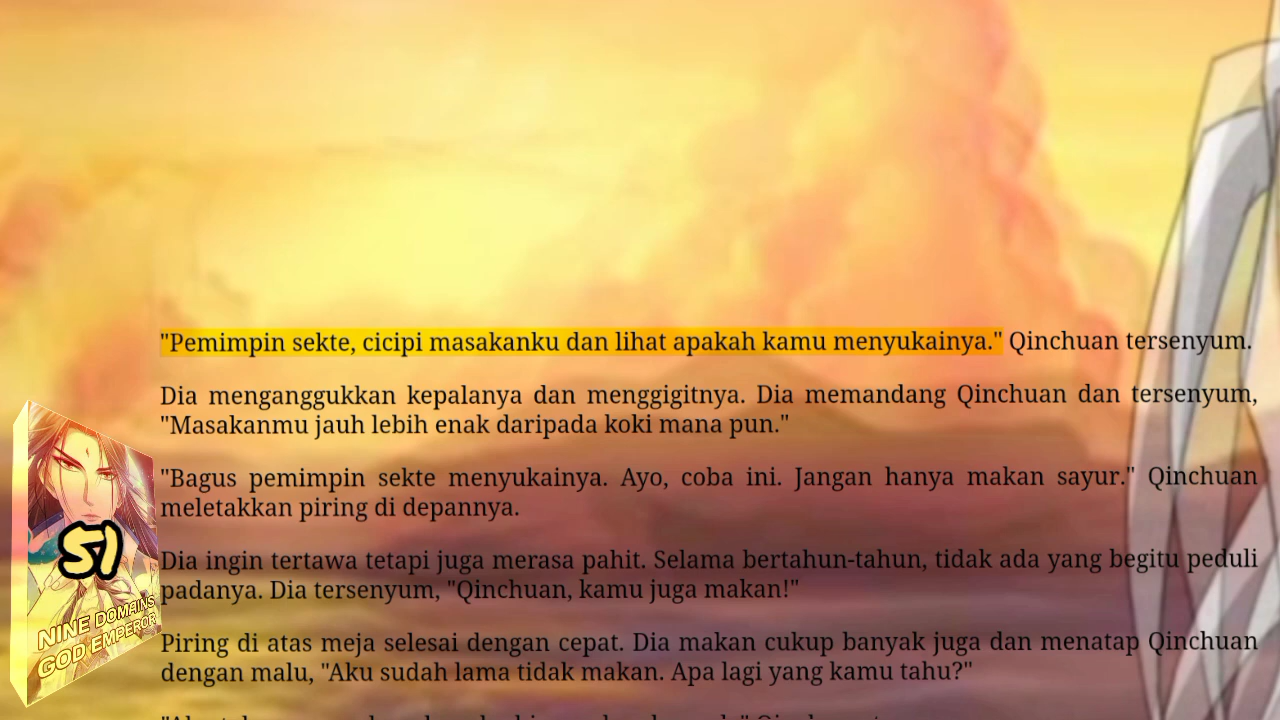 "Pemimpin sekte, cicipi masakanku dan lihat apakah kamu menyukainya." Qinchuan tersenyum.
Dia menganggukkan kepalanya dan menggigitnya. Dia memandang Qinchuan dan tersenyum,
"Masakanmu jauh lebih enak daripada koki mana pun."
"Bagus pemimpin sekte menyukainya. Ayo, coba ini. Jangan hanya makan sayur." Qinchuan
meletakkan piring di depannya.
Dia ingin tertawa tetapi juga merasa pahit. Selama bertahun-tahun, tidak ada yang begitu peduli
padanya. Dia tersenyum, "Qinchuan, kamu juga makan!"
Piring di atas meja selesai dengan cepat. Dia makan cukup banyak juga dan menatap Qinchuan
dengan malu, "Aku sudah lama tidak makan. Apa lagi yang kamu tahu?"
51
NINE DOMAINS
GOD EMPEROR